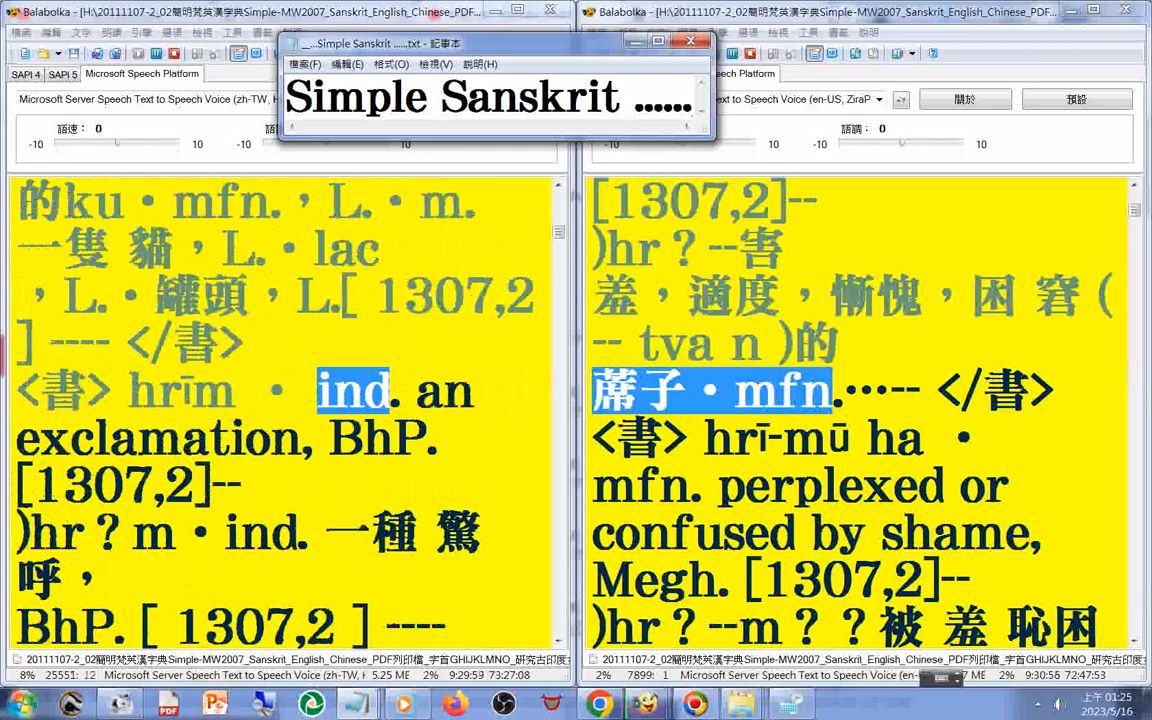 Balabolka - [H:\20111107-2_02簡明梵英漢字典Simple-MW2007_Sanskrit_English_Chinese_PDF...
Balabolka - [H:\20111107-2_02簡明梵英漢字典Simple-MW2007_Sanskrit_English_Chinese_PDF...
__...Simple Sanskrit ......txt - 記事本
檔案(F) 編輯(E) 格式(O) 檢視(V) 說明(H)
Simple Sanskrit ......
SAPI 4 SAPI 5 Microsoft Speech Platform
Microsoft Server Speech Text to Speech Voice (zh-TW, H
語速： 0
-10 10 -10 10
eech Platform
ext to Speech Voice (en-US, ZiraP
關於 預設
語調： 0
-10 10 -10 10
的ku・mfn.，L.・m.
一隻 貓，L.・lac
，L.・罐頭，L.[ 1307,2
] ---- </書>
<書> hrīm ・ ind. an
exclamation, BhP.
[1307,2]--
)hr？m・ind. 一種 驚
呼，
BhP. [ 1307,2 ] ----
[1307,2]--
)hr？--害
羞，適度，慚愧，困 窘 (
-- tva n )的
蓆子・mfn.…-- </書>
<書> hrī-mū ha ・
mfn. perplexed or
confused by shame,
Megh. [1307,2]--
)hr？--m？？被 羞 恥困
20111107-2_02簡明梵英漢字典Simple-MW2007_Sanskrit_English_Chinese_PDF列印檔_字首GHIJKLMNO_研究古印度
20111107-2_02簡明梵英漢字典Simple-MW2007_Sanskrit_English_Chinese_PDF列印檔_字首GHIJKLMNO_研究古印度
8% 25551: 12 Microsoft Server Speech Text to Speech Voice (zh-TW, 5.25 ME 2% 9:29:59 73:27:08
2% 7899: 1 Microsoft Server Speech Text to Speech Voice ME 2% 9:30:56 72:47:53
上午 01:25
2023/5/16